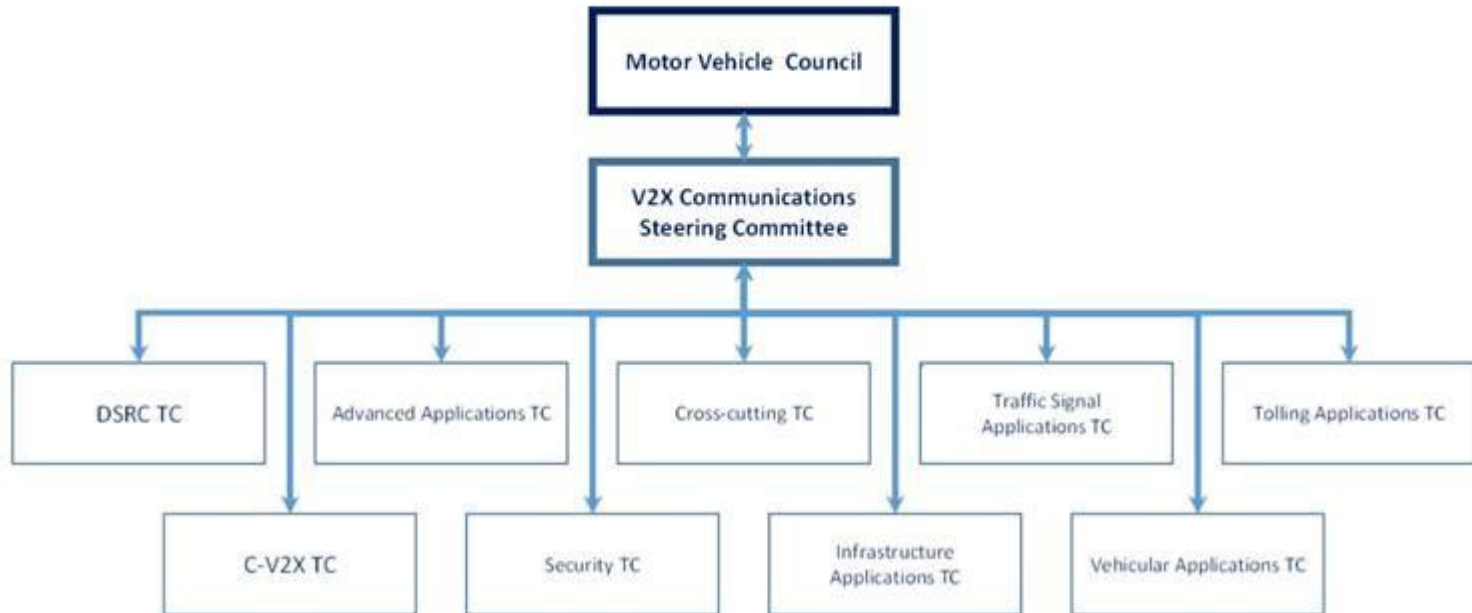 Motor Vehicle Council
V2X Communications
Steering Committee
DSRC TC
Advanced Applications TC
Cross-cutting TC
Traffic Signal
Applications TC
Tolling Applications TC
C-V2X TC
Security TC
Infrastructure
Applications TC
Vehicular Applications TC